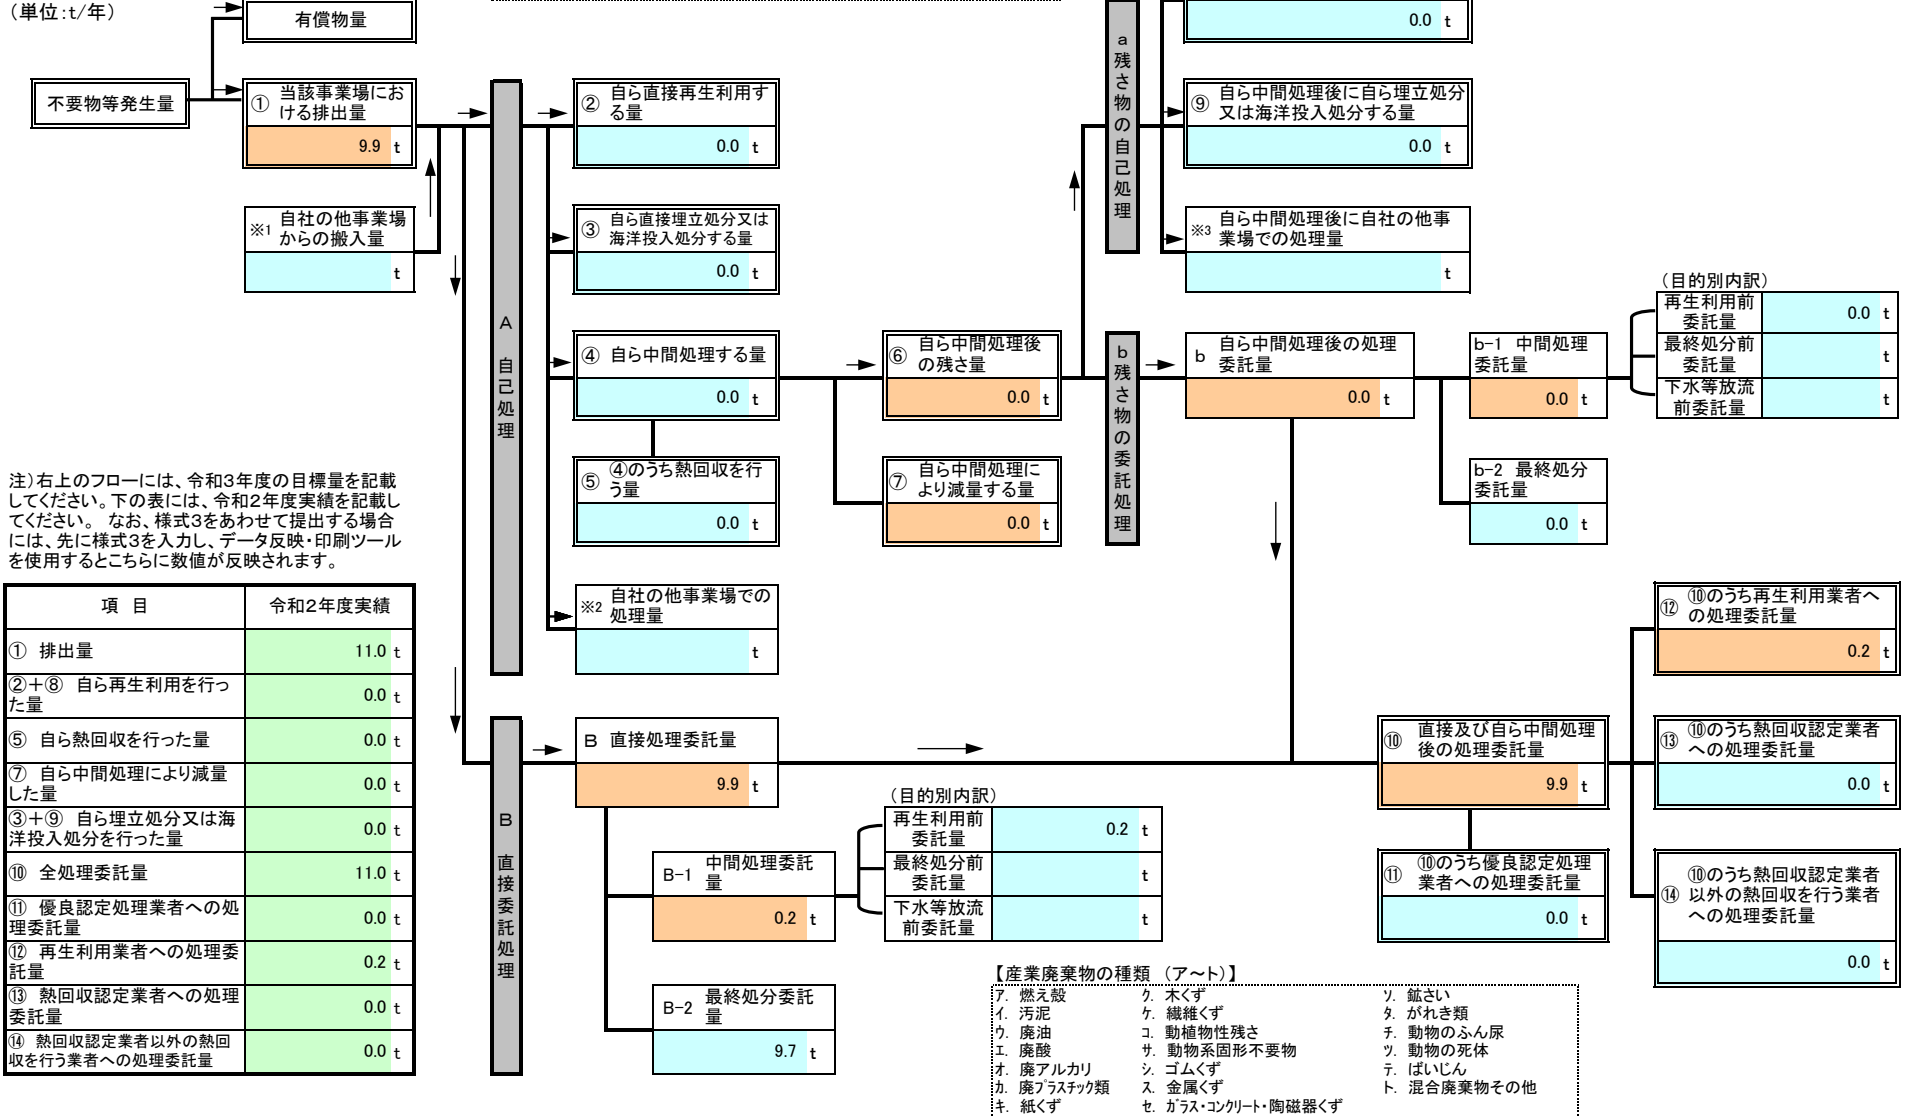 （単位：t/年）
有償物量
不要物等発生量
① 当該事業場にお
ける排出量
9.9 t
※1 自社の他事業場
からの搬入量
t
A 自己処理
② 自ら直接再生利用す
る量
0.0 t
③ 自ら直接埋立処分又は
海洋投入処分する量
0.0 t
④ 自ら中間処理する量
0.0 t
⑤ ④のうち熱回収を行
う量
0.0 t
※2 自社の他事業場での
処理量
t
⑥ 自ら中間処理後
の残さ量
0.0 t
⑦ 自ら中間処理に
より減量する量
0.0 t
a 残さ物の自己処理
0.0 t
⑨ 自ら中間処理後に自ら埋立処分
又は海洋投入処分する量
0.0 t
※3 自ら中間処理後に自社の他事
業場での処理量
t
b 残さ物の委託処理
b 自ら中間処理後の処理
委託量
0.0 t
b-1 中間処理
委託量
0.0 t
b-2 最終処分
委託量
0.0 t
（目的別内訳）
再生利用前
委託量
0.0 t
最終処分前
委託量
t
下水等放流
前委託量
t
注）右上のフローには、令和３年度の目標量を記載
してください。下の表には、令和２年度実績を記載し
てください。 なお、様式３をあわせて提出する場合
には、先に様式３を入力し、データ反映・印刷ツール
を使用するとこちらに数値が反映されます。
項 目 令和２年度実績
① 排出量 11.0 t
②＋⑧ 自ら再生利用を行っ
た量 0.0 t
⑤ 自ら熱回収を行った量 0.0 t
⑦ 自ら中間処理により減量
した量 0.0 t
③＋⑨ 自ら埋立処分又は海
洋投入処分を行った量 0.0 t
⑩ 全処理委託量 11.0 t
⑪ 優良認定処理業者への処
理委託量 0.0 t
⑫ 再生利用業者への処理委
託量 0.2 t
⑬ 熱回収認定業者への処理
委託量 0.0 t
⑭ 熱回収認定業者以外の熱回
収を行う業者への処理委託量 0.0 t
B 直接委託処理
B 直接処理委託量
9.9 t
B-1 中間処理委託
量
0.2 t
B-2 最終処分委託
量
9.7 t
（目的別内訳）
再生利用前
委託量
0.2 t
最終処分前
委託量
t
下水等放流
前委託量
t
⑩ 直接及び自ら中間処理
後の処理委託量
9.9 t
⑪ ⑩のうち優良認定処理
業者への処理委託量
0.0 t
⑫ ⑩のうち再生利用業者へ
の処理委託量
0.2 t
⑬ ⑩のうち熱回収認定業者
への処理委託量
0.0 t
⑭ ⑩のうち熱回収認定業者
以外の熱回収を行う業者
への処理委託量
0.0 t
【産業廃棄物の種類 （ア～ト）】
ア. 燃え殻 ク. 木くず ソ. 鉱さい
イ. 汚泥 ケ. 繊維くず タ. がれき類
ウ. 廃油 コ. 動植物性残さ チ. 動物のふん尿
エ. 廃酸 サ. 動物系固形不要物 ツ. 動物の死体
オ. 廃アルカリ シ. ゴムくず テ. ばいじん
カ. 廃プラスチック類 ス. 金属くず ト. 混合廃棄物その他
キ. 紙くず セ. ガラス・コンクリート・陶磁器くず